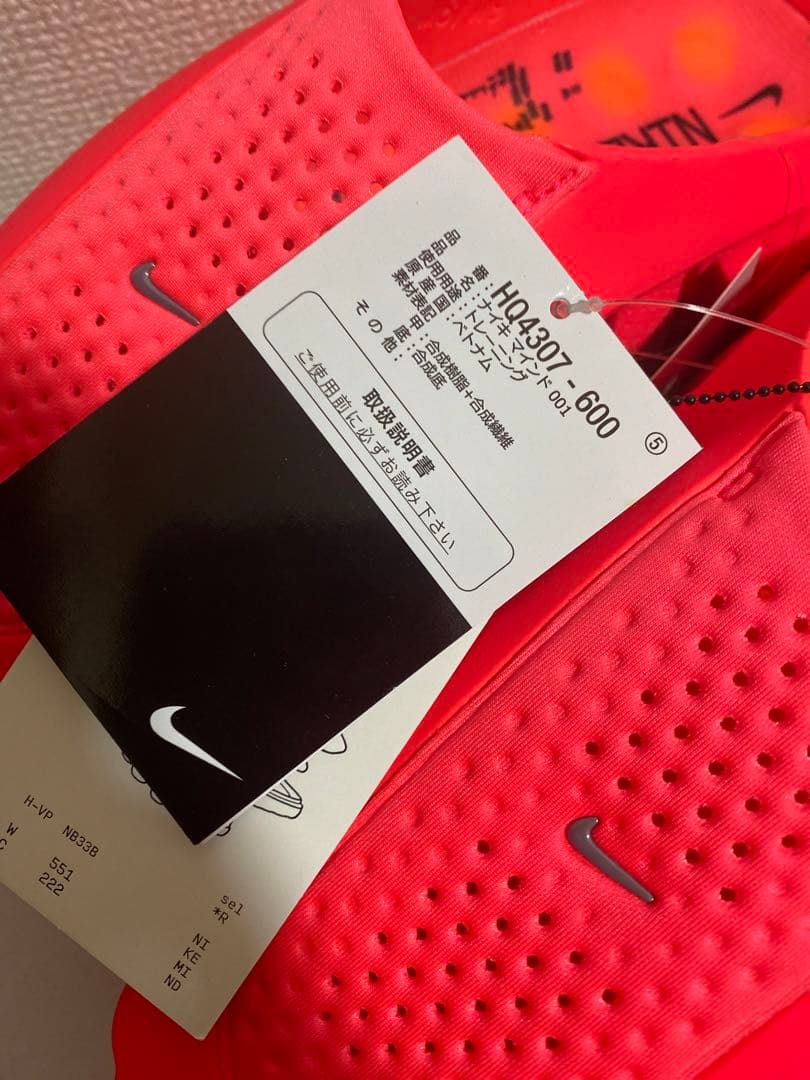 品　番：HQ4307-600
品　名：ナイキ マインド 001
使用用途：トレーニング
原産国：ベトナム
素材表記 甲：合成樹脂+合成繊維
底：合成底
その他：
⑤
取扱説明書
ご使用前に必ずお読み下さい
H-VP NB33B
W 551
C 222
sel
*R
NI
KE
MI
ND